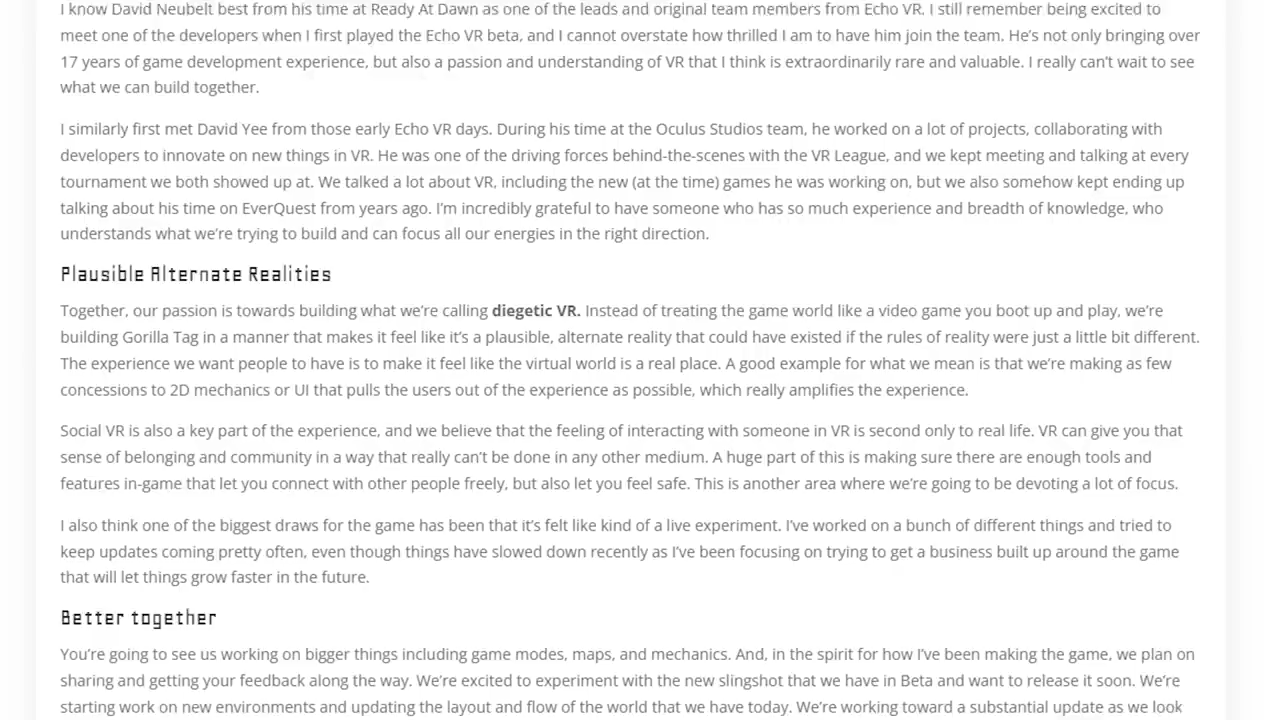 I know David Neubelt best from his time at Ready At Dawn as one of the leads and original team members from Echo VR. I still remember being excited to
meet one of the developers when I first played the Echo VR beta, and I cannot overstate how thrilled I am to have him join the team. He’s not only bringing over
17 years of game development experience, but also a passion and understanding of VR that I think is extraordinarily rare and valuable. I really can’t wait to see
what we can build together.
I similarly first met David Yee from those early Echo VR days. During his time at the Oculus Studios team, he worked on a lot of projects, collaborating with
developers to innovate on new things in VR. He was one of the driving forces behind-the-scenes with the VR League, and we kept meeting and talking at every
tournament we both showed up at. We talked a lot about VR, including the new (at the time) games he was working on, but we also somehow kept ending up
talking about his time on EverQuest from years ago. I’m incredibly grateful to have someone who has so much experience and breadth of knowledge, who
understands what we’re trying to build and can focus all our energies in the right direction.
Plausible Alternate Realities
Together, our passion is towards building what we’re calling diegetic VR. Instead of treating the game world like a video game you boot up and play, we’re
building Gorilla Tag in a manner that makes it feel like it’s a plausible, alternate reality that could have existed if the rules of reality were just a little bit different.
The experience we want people to have is to make it feel like the virtual world is a real place. A good example for what we mean is that we’re making as few
concessions to 2D mechanics or UI that pulls the users out of the experience as possible, which really amplifies the experience.
Social VR is also a key part of the experience, and we believe that the feeling of interacting with someone in VR is second only to real life. VR can give you that
sense of belonging and community in a way that really can’t be done in any other medium. A huge part of this is making sure there are enough tools and
features in-game that let you connect with other people freely, but also let you feel safe. This is another area where we’re going to be devoting a lot of focus.
I also think one of the biggest draws for the game has been that it’s felt like kind of a live experiment. I’ve worked on a bunch of different things and tried to
keep updates coming pretty often, even though things have slowed down recently as I’ve been focusing on trying to get a business built up around the game
that will let things grow faster in the future.
Better together
You’re going to see us working on bigger things including game modes, maps, and mechanics. And, in the spirit for how I’ve been making the game, we plan on
sharing and getting your feedback along the way. We’re excited to experiment with the new slingshot that we have in Beta and want to release it soon. We’re
starting work on new environments and updating the layout and flow of the world that we have today. We’re working toward a substantial update as we look